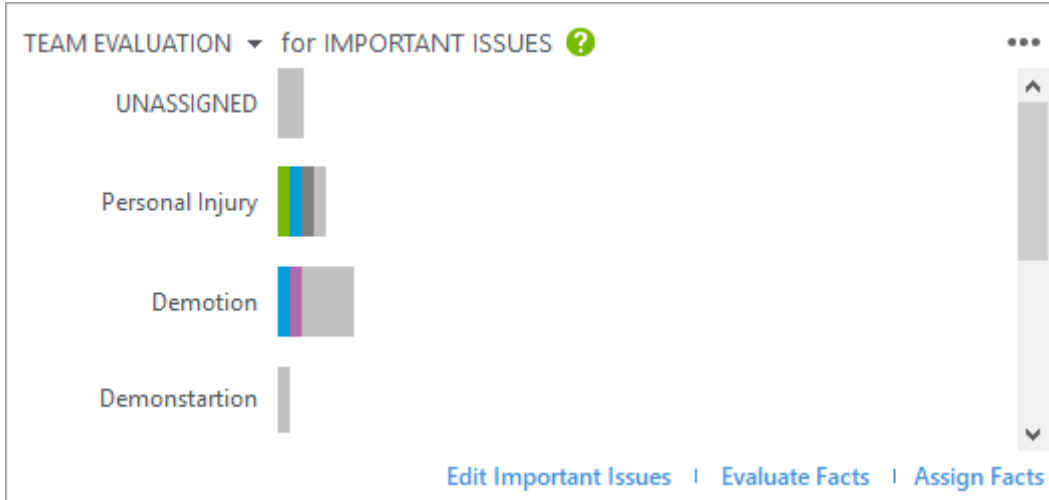 TEAM EVALUATION for IMPORTANT ISSUES ?
UNASSIGNED
Personal Injury
Demotion
Demonstartion
Edit Important Issues | Evaluate Facts | Assign Facts